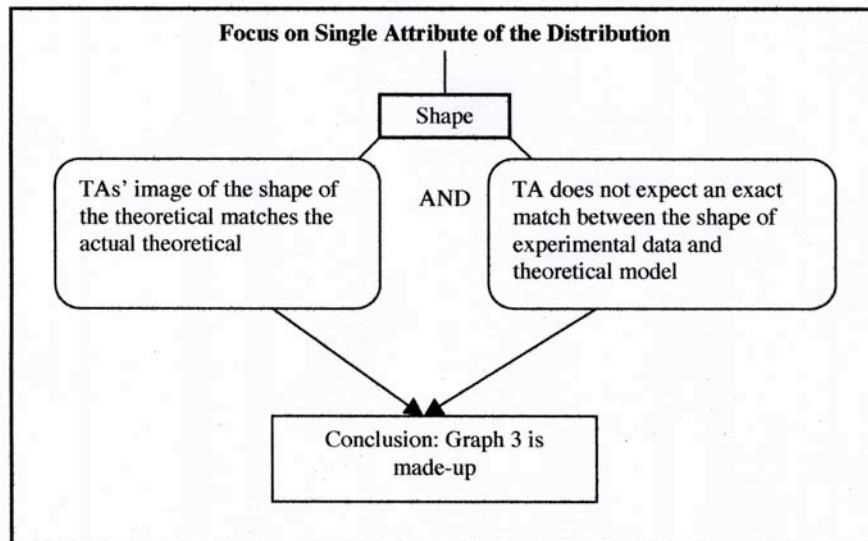 Focus on Single Attribute of the Distribution
Shape
TAs' image of the shape of
the theoretical matches the
actual theoretical
AND
TA does not expect an exact
match between the shape of
experimental data and
theoretical model
Conclusion: Graph 3 is
made-up